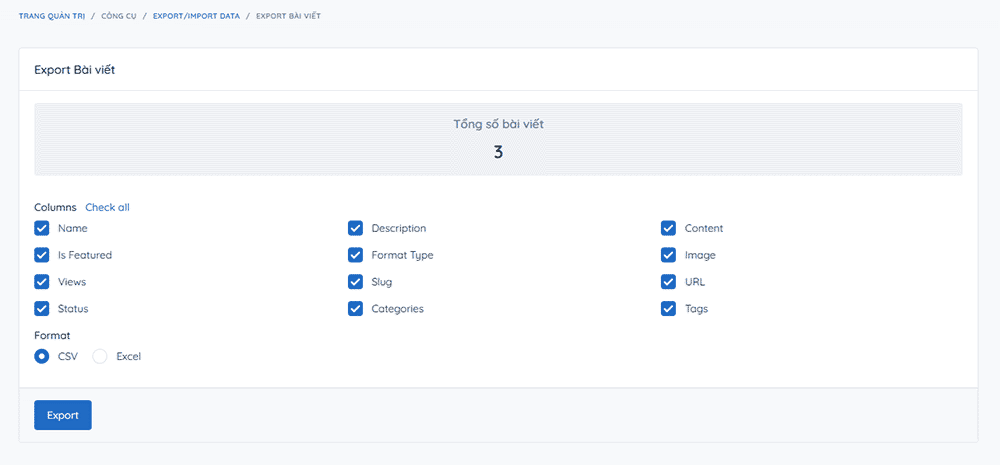 TRANG QUẢN TRỊ / CÔNG CỤ / EXPORT/IMPORT DATA / EXPORT BÀI VIẾT
Export Bài viết
Tổng số bài viết
3
Columns Check all
Name Description Content
Is Featured Format Type Image
Views Slug URL
Status Categories Tags
Format
CSV Excel
Export